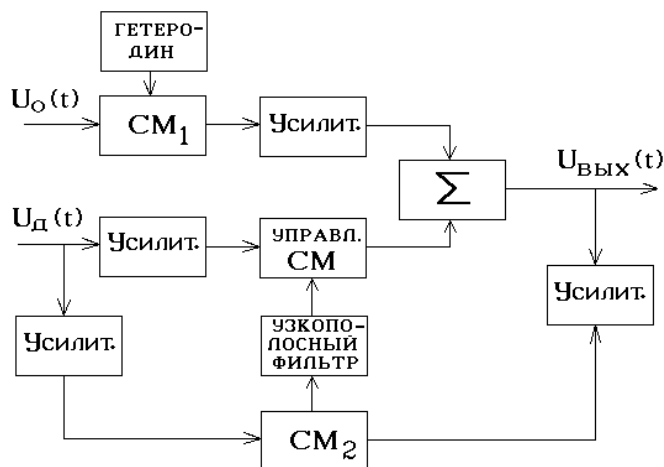 ГЕТЕРО-
ДИН
U₀(t)
СМ₁
Усилит.
Σ
Uвых(t)
Uд(t)
Усилит.
УПРАВЛ.
СМ
Усилит.
Усилит.
УЗКОПО-
ЛОСНЫЙ
ФИЛЬТР
СМ₂